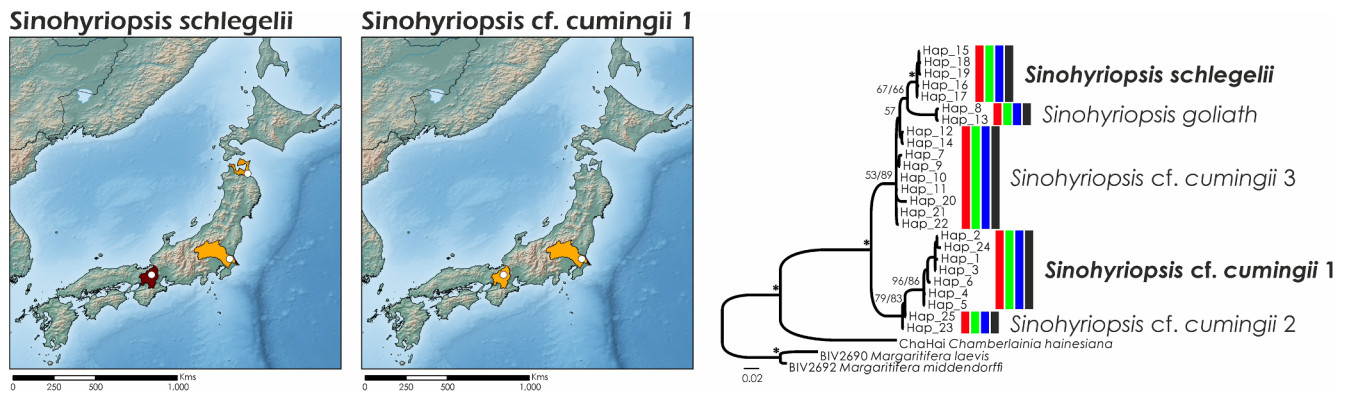 Sinohyriopsis schlegelii
Sinohyriopsis cf. cumingii 1
Kms
0 250 500 1,000
Kms
0 250 500 1,000
Hap_15
Hap_18
Hap_19
Hap_16
Hap_17
Sinohyriopsis schlegelii
*
67/66
Hap_8
Hap_13
Sinohyriopsis goliath
57
Hap_12
Hap_14
Hap_7
Hap_9
Hap_10
Hap_11
Hap_20
Hap_21
Hap_22
Sinohyriopsis cf. cumingii 3
53/89
*
Hap_2
Hap_24
Hap_1
Hap_3
Hap_6
Hap_4
Hap_5
Sinohyriopsis cf. cumingii 1
96/86
79/83
Hap_25
Hap_23
Sinohyriopsis cf. cumingii 2
*
ChaHai Chamberlainia hainesiana
*
BIV2690 Margaritifera laevis
BIV2692 Margaritifera middendorffi
0.02